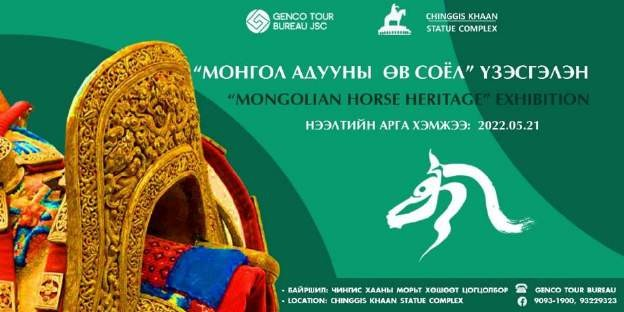 GENCO TOUR
BUREAU JSC
CHINGGIS KHAAN
STATUE COMPLEX
“МОНГОЛ АДУУНЫ ӨВ СОЁЛ” ҮЗЭСГЭЛЭН
“MONGOLIAN HORSE HERITAGE” EXHIBITION
НЭЭЛТИЙН АРГА ХЭМЖЭЭ: 2022.05.21
• БАЙРШИЛ: ЧИНГИС ХААНЫ МОРЬТ ХӨШӨӨТ ЦОГЦОЛБОР
• LOCATION: CHINGGIS KHAAN STATUE COMPLEX
GENCO TOUR BUREAU
9093-1900, 93229323